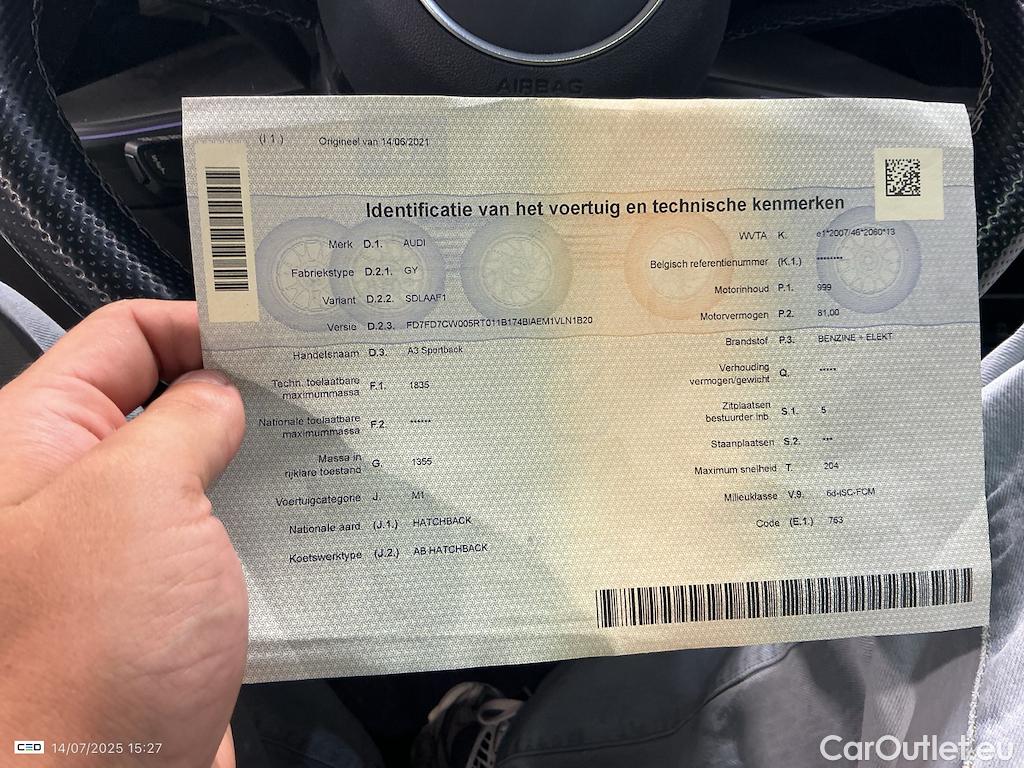 AIRBAG
(I.1.) Origineel van 14/06/2021
Identificatie van het voertuig en technische kenmerken
Merk D.1. AUDI
Fabriekstype D.2.1. GY
Variant D.2.2. SDLAAF1
Versie D.2.3. FD7FD7CW005RT011B174BIAEM1VLN1B20
Handelsnaam D.3. A3 Sportback
Techn. toelaatbare
maximummassa F.1. 1835
Nationale toelaatbare
maximummassa F.2. ******
Massa in
rijklare toestand G. 1355
Voertuigcategorie J. M1
Nationale aard (J.1.) HATCHBACK
Koetswerktype (J.2.) AB HATCHBACK
WVTA K. e1*2007/46*2060*13
Belgisch referentienummer (K.1.) ********
Motorinhoud P.1. 999
Motorvermogen P.2. 81,00
Brandstof P.3. BENZINE + ELEKT
Verhouding
vermogen/gewicht Q. *****
Zitplaatsen
bestuurder inb. S.1. 5
Staanplaatsen S.2. ***
Maximum snelheid T. 204
Milieuklasse V.9. 6d-ISC-FCM
Code (E.1.) 763
14/07/2025 15:27
CarOutlet.eu